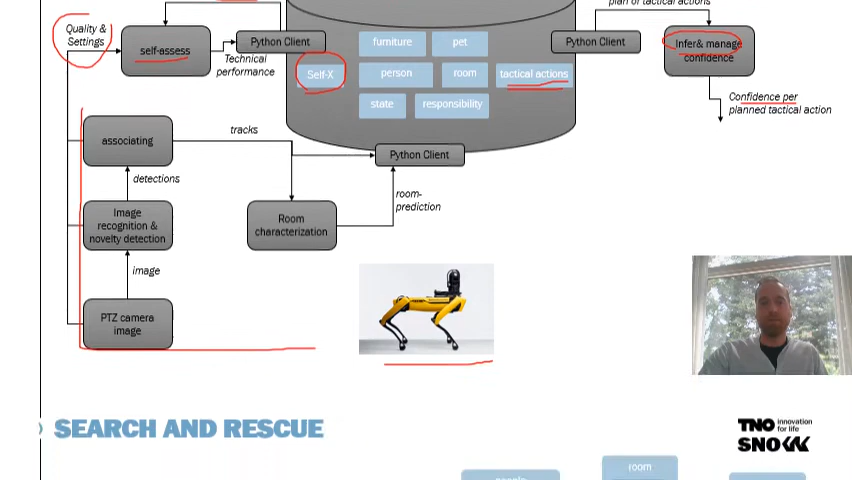 plan of tactical actions
Quality &
Settings
self-assess
Python Client
Technical
performance
furniture
pet
Self-X
person
room
tactical actions
state
responsibility
Python Client
Infer& manage
confidence
Confidence per
planned tactical action
associating
tracks
Python Client
detections
Image
recognition &
novelty detection
Room
characterization
room-
prediction
image
PTZ camera
image
SEARCH AND RESCUE
TNO innovation
for life
SNOW
room